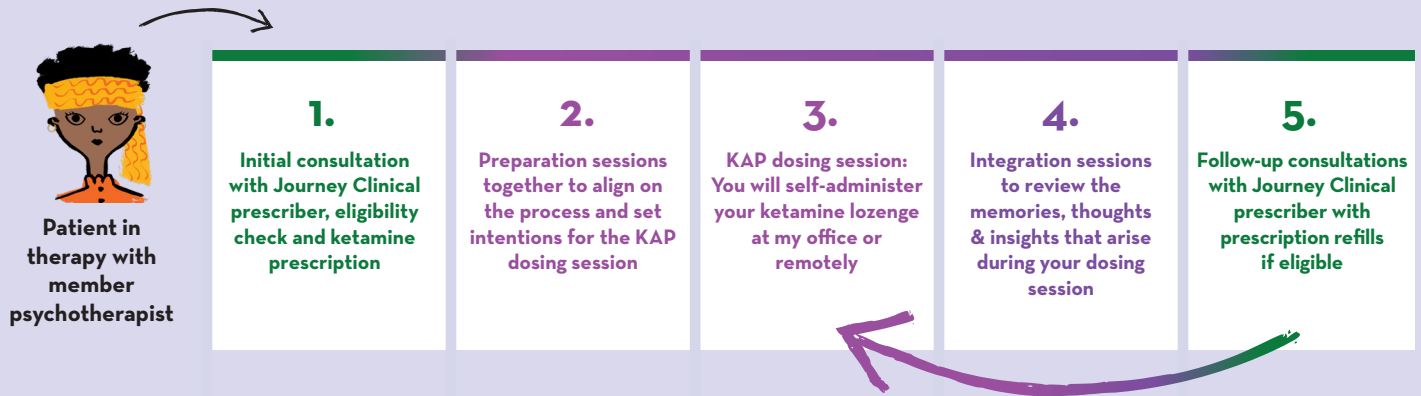 Patient in
therapy with
member
psychotherapist
1.
Initial consultation
with Journey Clinical
prescriber, eligibility
check and ketamine
prescription
2.
Preparation sessions
together to align on
the process and set
intentions for the KAP
dosing session
3.
KAP dosing session:
You will self-administer
your ketamine lozenge
at my office or
remotely
4.
Integration sessions
to review the
memories, thoughts
& insights that arise
during your dosing
session
5.
Follow-up consultations
with Journey Clinical
prescriber with
prescription refills
if eligible